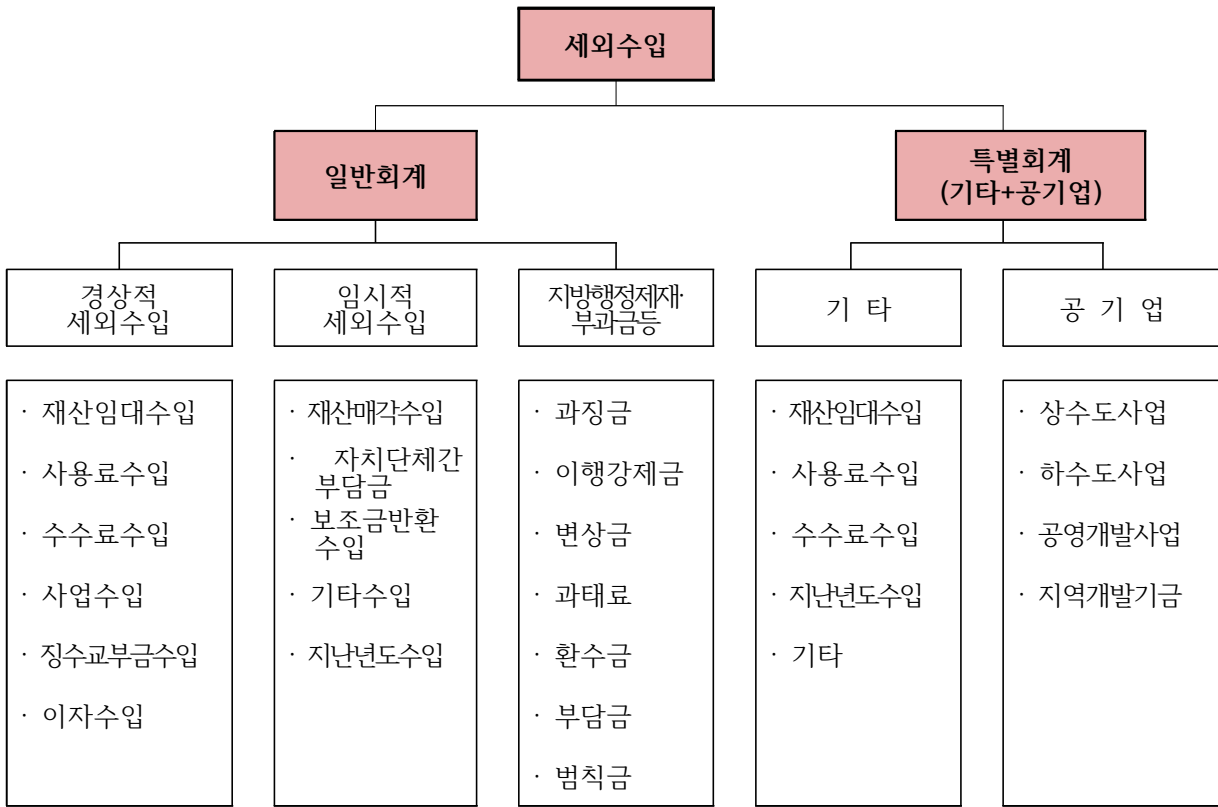 세외수입
일반회계
특별회계
(기타+공기업)
경상적
세외수입
임시적
세외수입
지방행정제재·
부과금등
기 타
공 기 업
· 재산임대수입
· 사용료수입
· 수수료수입
· 사업수입
· 징수교부금수입
· 이자수입
· 재산매각수입
· 자치단체간
부담금
· 보조금반환
수입
· 기타수입
· 지난년도수입
· 과징금
· 이행강제금
· 변상금
· 과태료
· 환수금
· 부담금
· 범칙금
· 재산임대수입
· 사용료수입
· 수수료수입
· 지난년도수입
· 기타
· 상수도사업
· 하수도사업
· 공영개발사업
· 지역개발기금